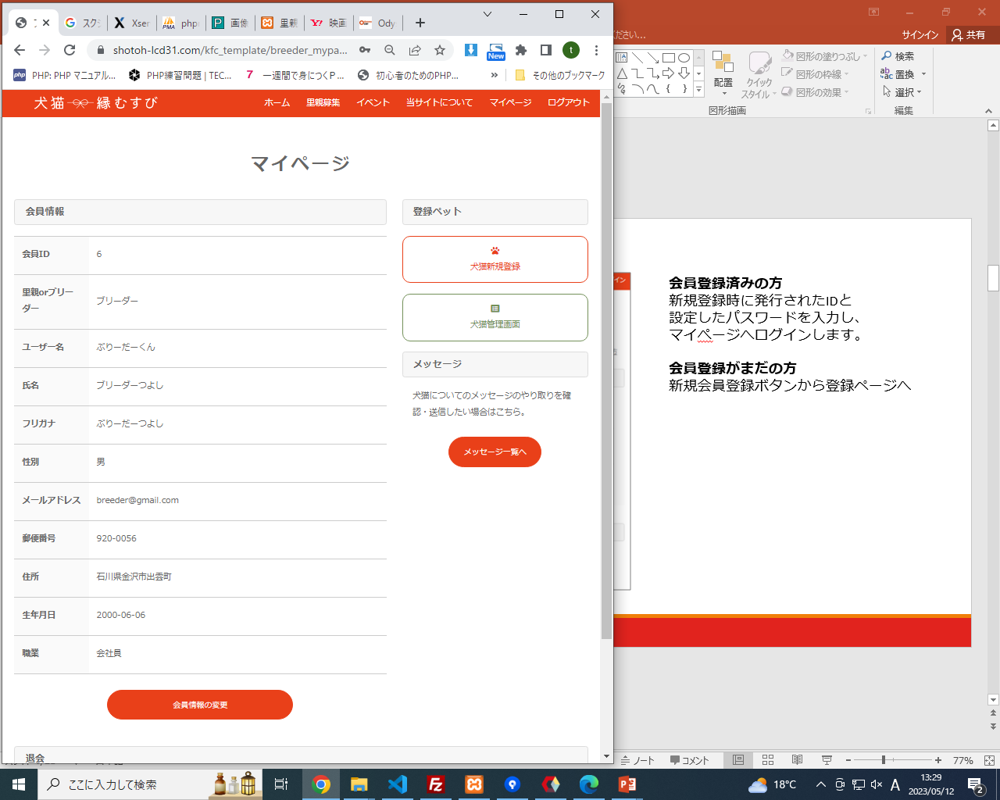 スクシ
Xser
php
画像
里親
映画
Ody
shotoh-lcd31.com/kfc_template/breeder_mypa...
New
t
PHP: PHP マニュアル...
PHP練習問題 | TEC...
一週間で身につくP...
初心者のためのPHP...
»
その他のブックマーク
犬猫 縁むすび
ホーム
里親募集
イベント
当サイトについて
マイページ
ログアウト
マイページ
会員情報
会員ID 6
里親orブリー
ダー
ブリーダー
ユーザー名 ぶりーだーくん
氏名 ブリーダーつよし
フリガナ ぶりーだーつよし
性別 男
メールアドレス breeder@gmail.com
郵便番号 920-0056
住所 石川県金沢市出雲町
生年月日 2000-06-06
職業 会社員
会員情報の変更
退会
登録ペット
犬猫新規登録
犬猫管理画面
メッセージ
犬猫についてのメッセージのやり取りを確
認・送信したい場合はこちら。
メッセージ一覧へ
ください...
サインイン
共有
配置
クイック
スタイル
図形の塗りつぶし
図形の枠線
図形の効果
図形描画
検索
置換
選択
編集
イン
会員登録済みの方
新規登録時に発行されたIDと
設定したパスワードを入力し、
マイページへログインします。
会員登録がまだの方
新規会員登録ボタンから登録ページへ
ノート
コメント
77%
ここに入力して検索
18°C
A
13:29
2023/05/12
2